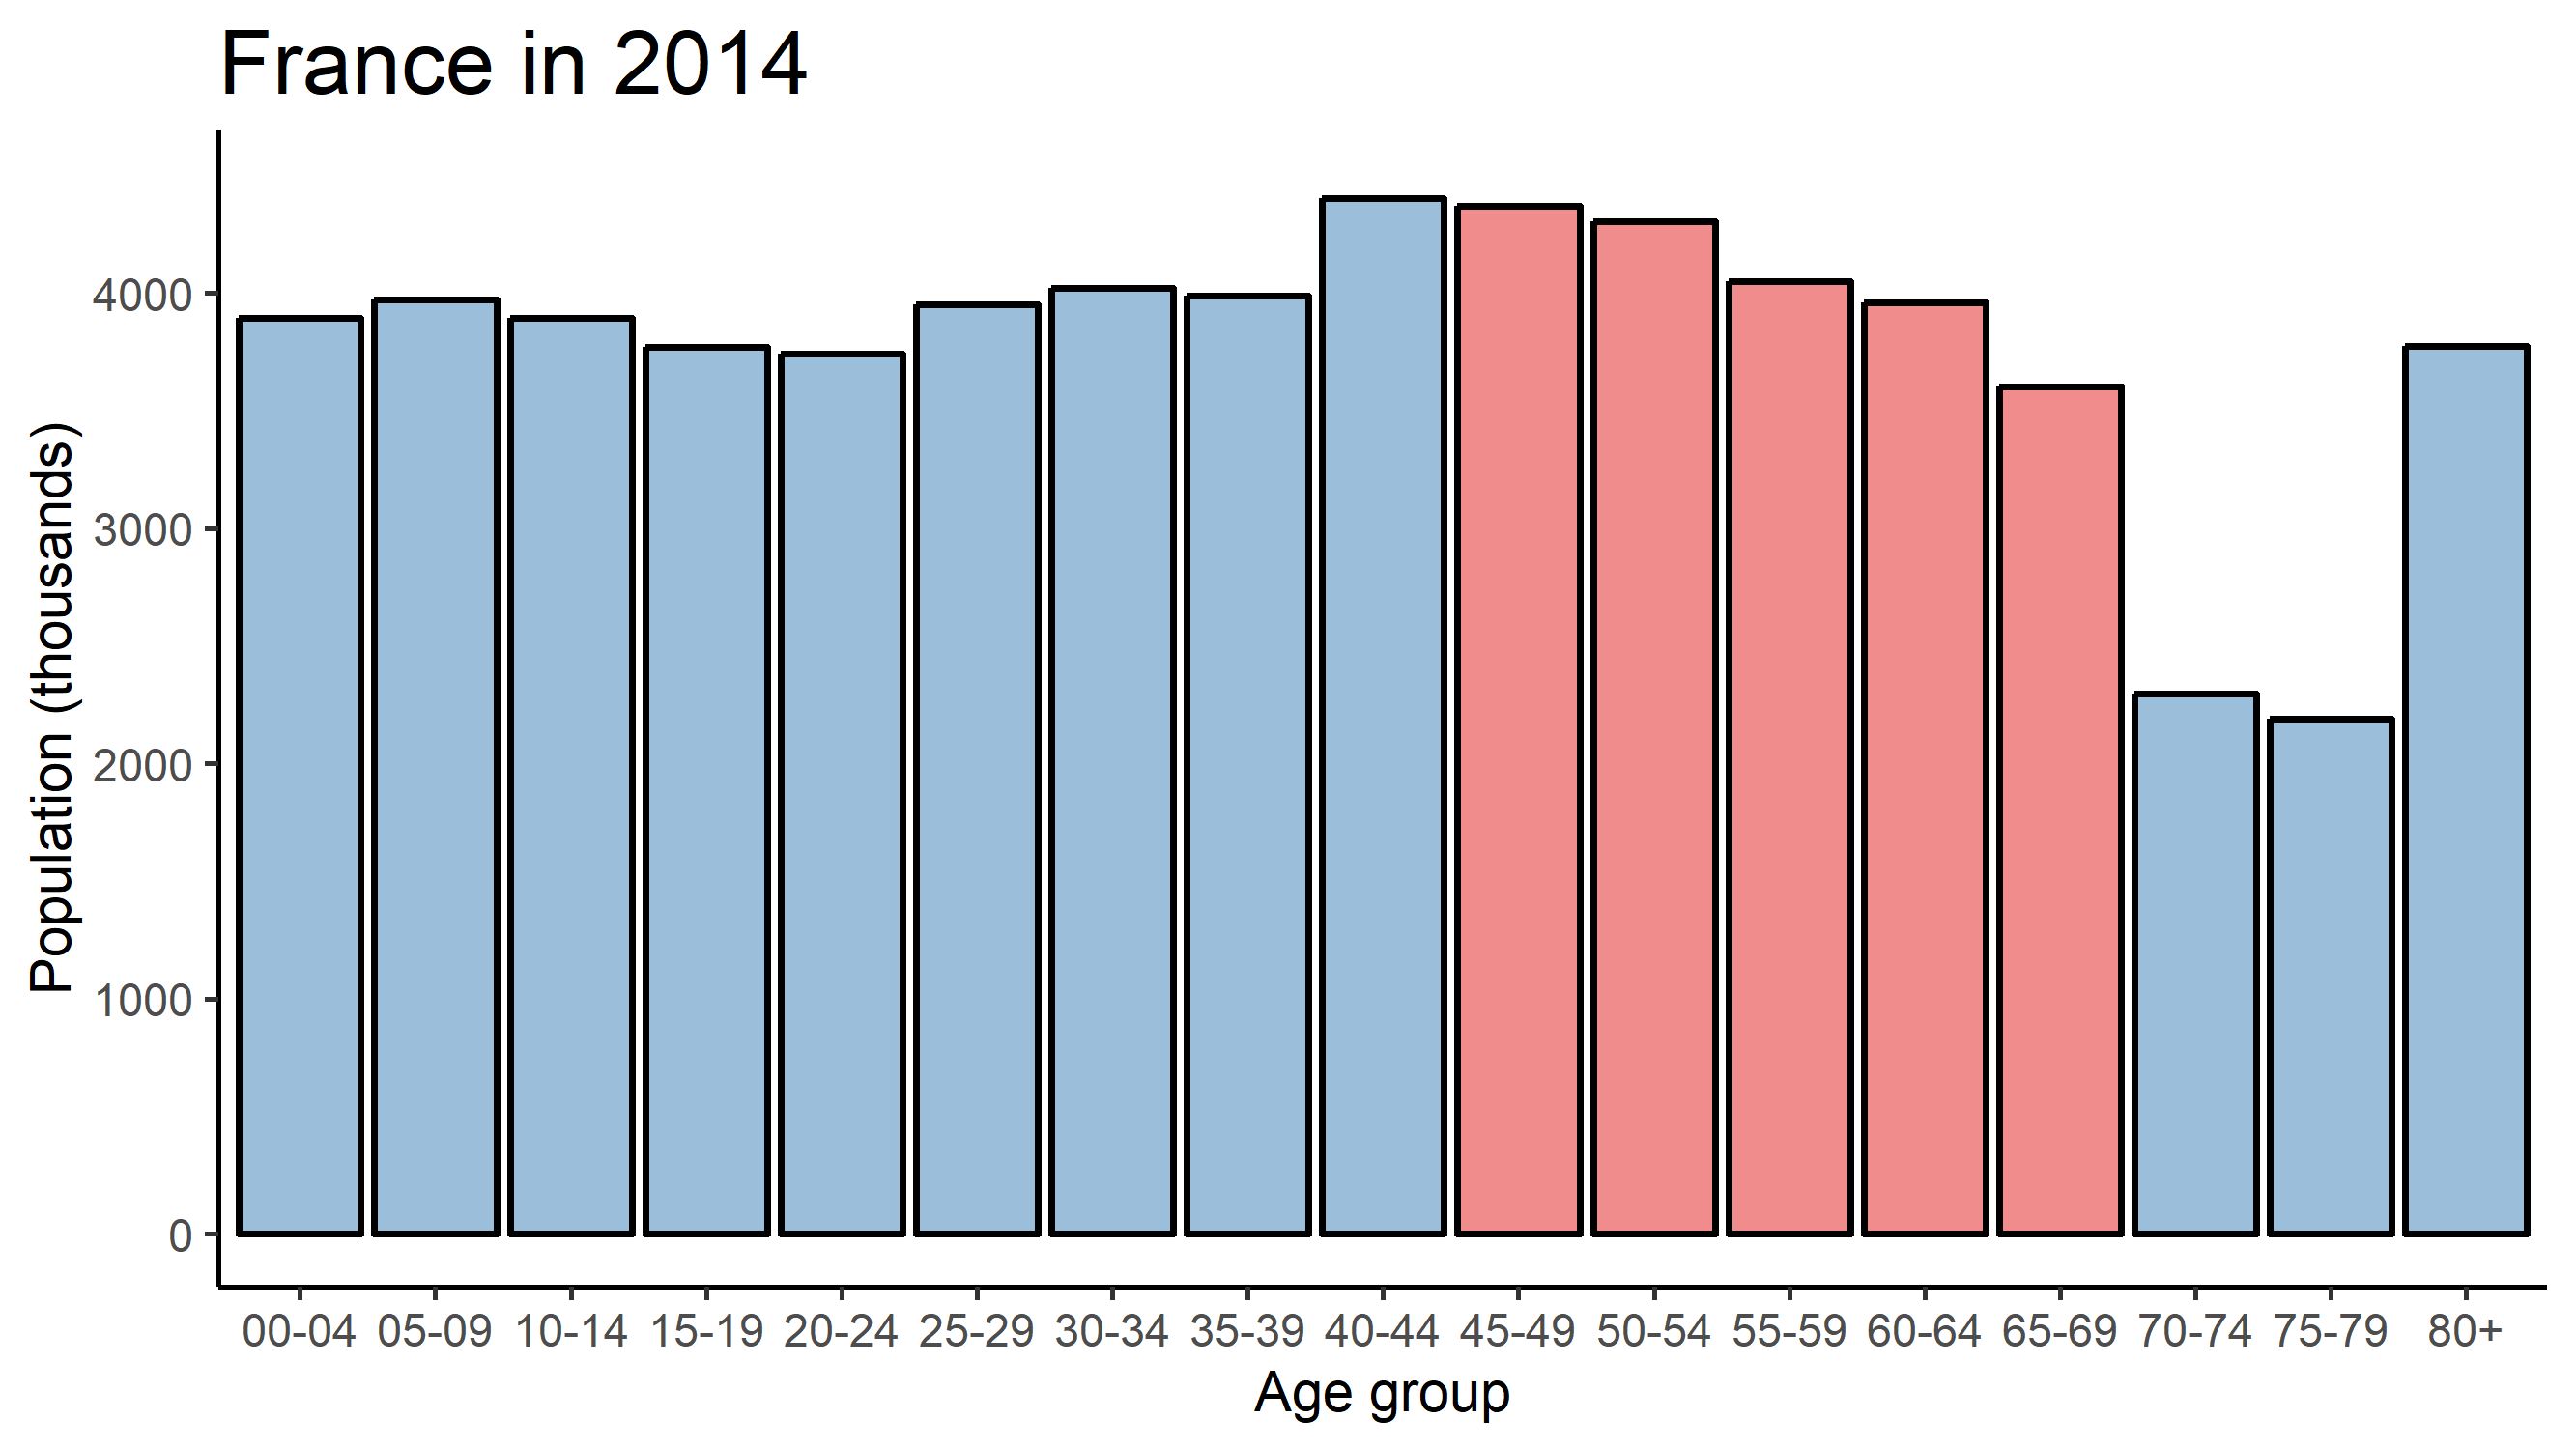 France in 2014
Population (thousands)
4000
3000
2000
1000
0
00-04 05-09 10-14 15-19 20-24 25-29 30-34 35-39 40-44 45-49 50-54 55-59 60-64 65-69 70-74 75-79 80+
Age group